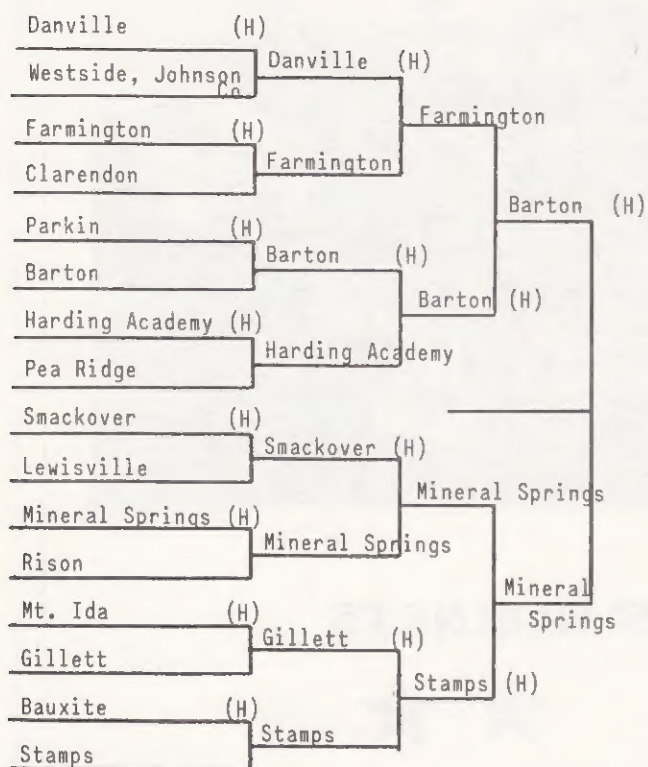 Danville (H)
Westside, Johnson
Co
Farmington (H)
Clarendon
Parkin (H)
Barton
Harding Academy (H)
Pea Ridge
Smackover (H)
Lewisville
Mineral Springs (H)
Rison
Mt. Ida (H)
Gillett
Bauxite (H)
Stamps
Danville (H)
Farmington
Barton (H)
Harding Academy
Smackover (H)
Mineral Springs
Gillett (H)
Stamps
Farmington
Barton (H)
Mineral Springs
Stamps (H)
Barton (H)
Mineral
Springs